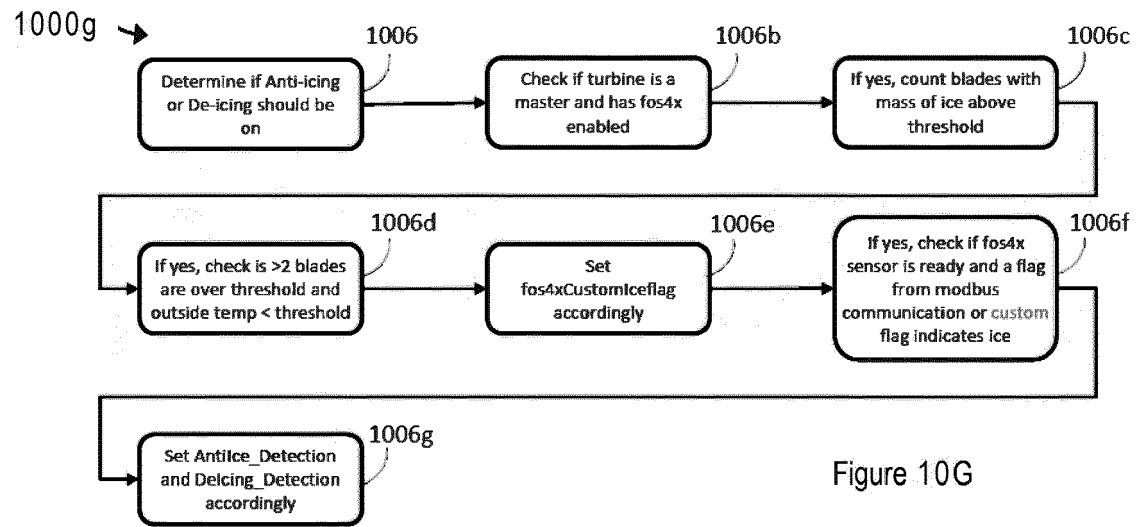 1000g
1006
1006b
1006c
Determine if Anti-icing
or De-icing should be
on
Check if turbine is a
master and has fos4x
enabled
If yes, count blades with
mass of ice above
threshold
1006d
1006e
1006f
If yes, check is >2 blades
are over threshold and
outside temp < threshold
Set
fos4xCustomIceflag
accordingly
If yes, check if fos4x
sensor is ready and a flag
from modbus
communication or custom
flag indicates ice
1006g
Set AntiIce_Detection
and DeIcing_Detection
accordingly
Figure 10G